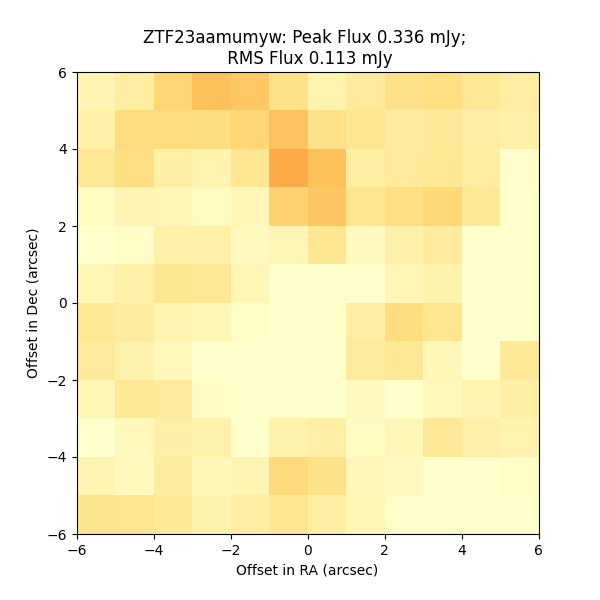 ZTF23aamumyw: Peak Flux 0.336 mJy;
RMS Flux 0.113 mJy
6
4
2
0
−2
−4
−6
Offset in Dec (arcsec)
−6 −4 −2 0 2 4 6
Offset in RA (arcsec)